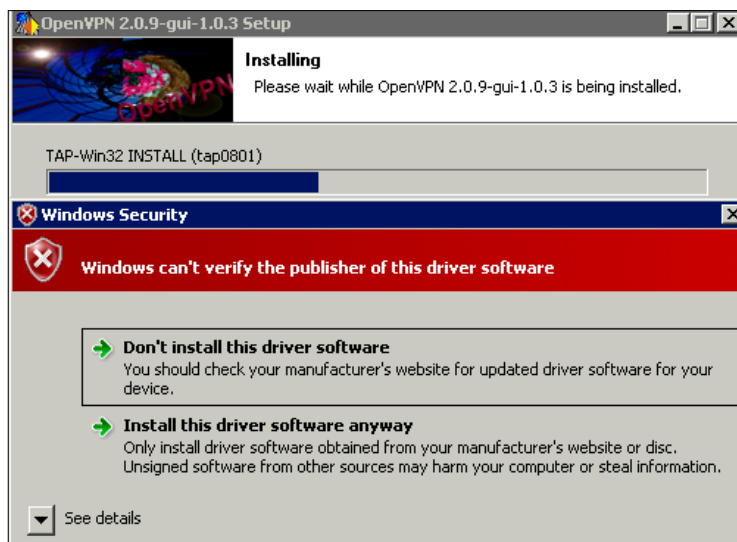 OpenVPN 2.0.9-gui-1.0.3 Setup
OpenVPN
Installing
Please wait while OpenVPN 2.0.9-gui-1.0.3 is being installed.
TAP-Win32 INSTALL (tap0801)
Windows Security
Windows can't verify the publisher of this driver software
Don't install this driver software
You should check your manufacturer's website for updated driver software for your
device.
Install this driver software anyway
Only install driver software obtained from your manufacturer's website or disc.
Unsigned software from other sources may harm your computer or steal information.
See details